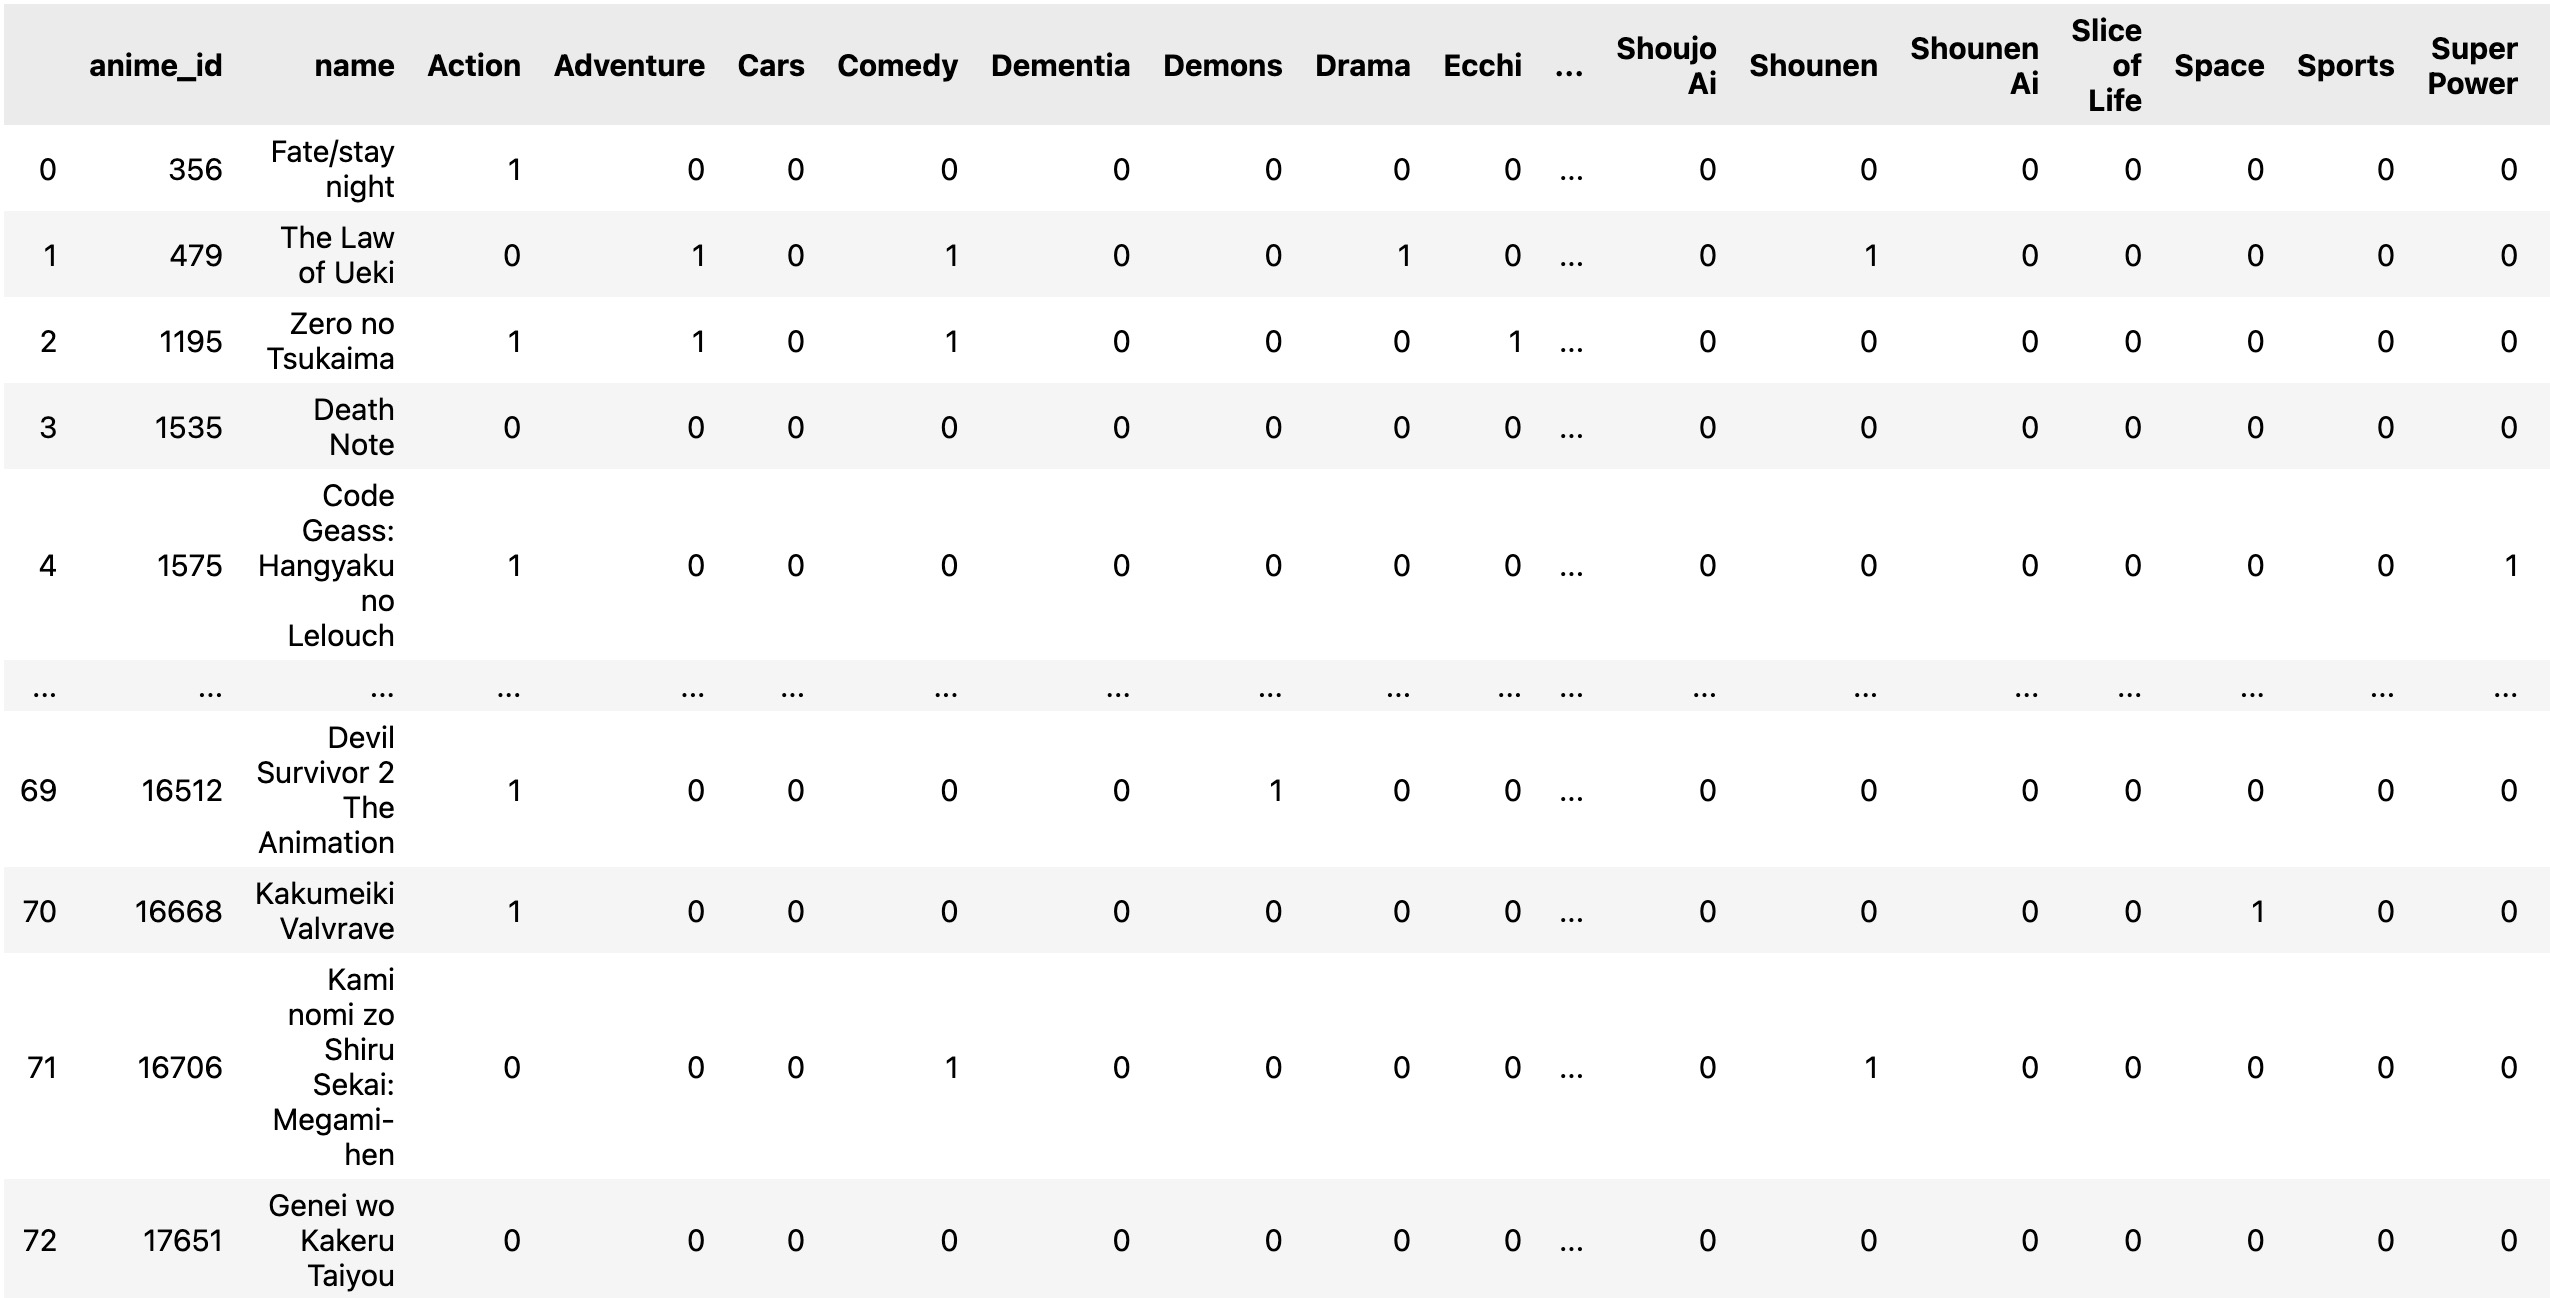 anime_id name Action Adventure Cars Comedy Dementia Demons Drama Ecchi ... Shoujo Ai Shounen Shounen Ai Slice of Life Space Sports Super Power
0 356 Fate/stay night 1 0 0 0 0 0 0 0 ... 0 0 0 0 0 0 0
1 479 The Law of Ueki 0 1 0 1 0 0 1 0 ... 0 1 0 0 0 0 0
2 1195 Zero no Tsukaima 1 1 0 1 0 0 0 1 ... 0 0 0 0 0 0 0
3 1535 Death Note 0 0 0 0 0 0 0 0 ... 0 0 0 0 0 0 0
4 1575 Code Geass: Hangyaku no Lelouch 1 0 0 0 0 0 0 0 ... 0 0 0 0 0 0 1
... ... ... ... ... ... ... ... ... ... ... ... ... ... ... ... ... ... ... ...
69 16512 Devil Survivor 2 The Animation 1 0 0 0 0 1 0 0 ... 0 0 0 0 0 0 0
70 16668 Kakumeiki Valvrave 1 0 0 0 0 0 0 0 ... 0 0 0 0 1 0 0
71 16706 Kami nomi zo Shiru Sekai: Megami-hen 0 0 0 1 0 0 0 0 ... 0 1 0 0 0 0 0
72 17651 Genei wo Kakeru Taiyou 0 0 0 0 0 0 0 0 ... 0 0 0 0 0 0 0